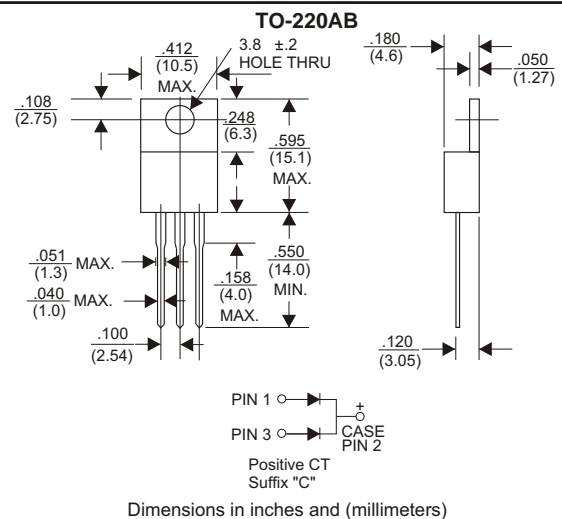 TO-220AB
.412
(10.5)
MAX.
3.8 ±.2
HOLE THRU
.180
(4.6)
.050
(1.27)
.108
(2.75)
.248
(6.3)
.595
(15.1)
MAX.
.051
(1.3) MAX.
.040
(1.0) MAX.
.158
(4.0)
MAX.
.550
(14.0)
MIN.
.100
(2.54)
.120
(3.05)
PIN 1
+
PIN 3
CASE
PIN 2
Positive CT
Suffix "C"
Dimensions in inches and (millimeters)